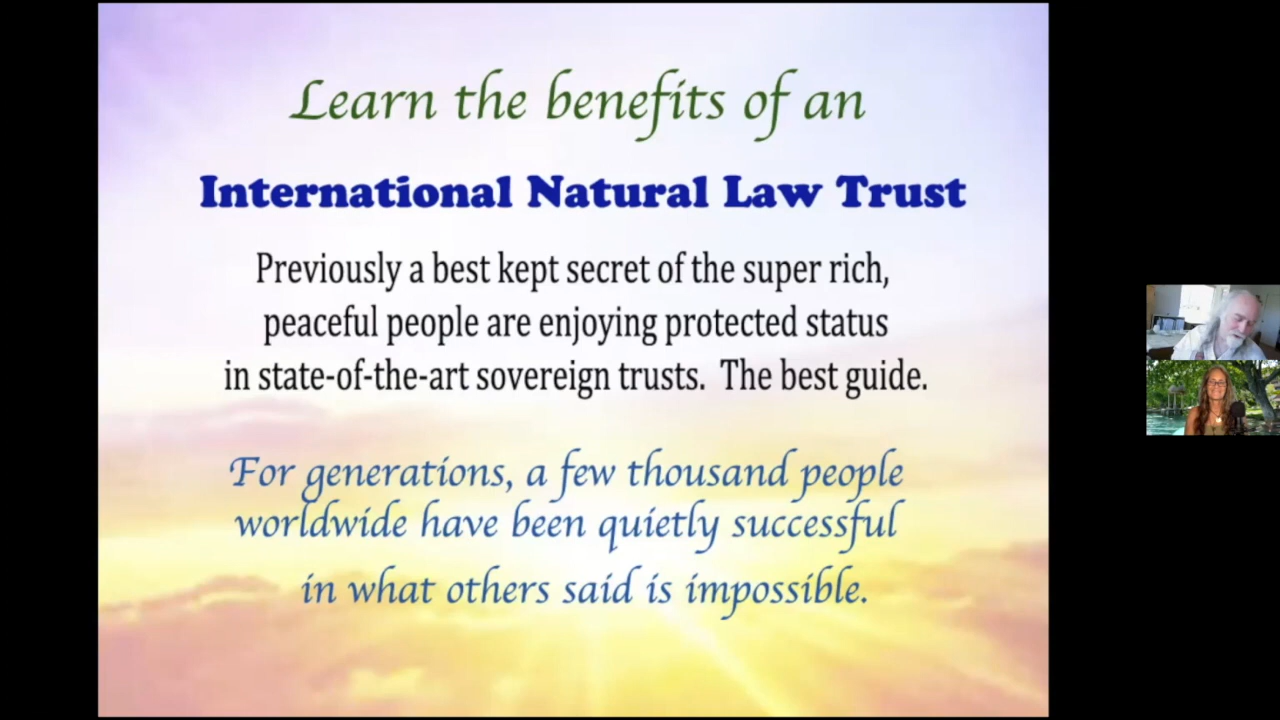 Learn the benefits of an
International Natural Law Trust
Previously a best kept secret of the super rich,
peaceful people are enjoying protected status
in state-of-the-art sovereign trusts. The best guide.
For generations, a few thousand people
worldwide have been quietly successful
in what others said is impossible.